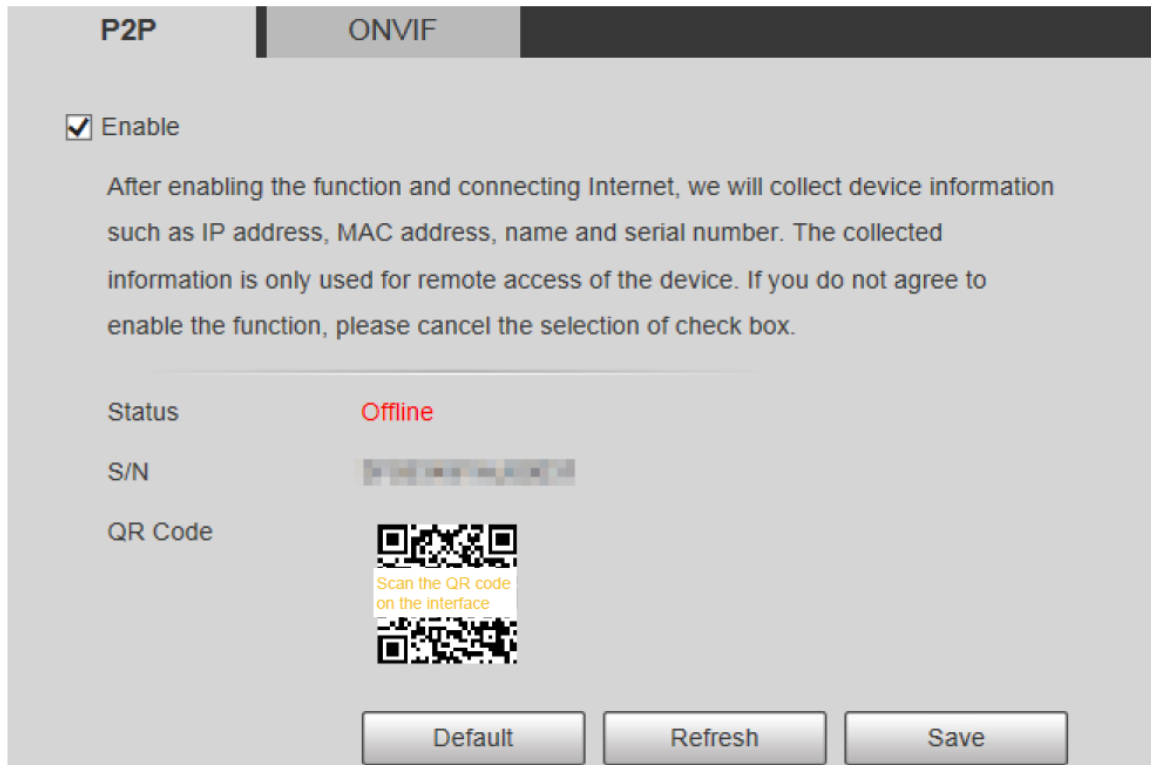 P2P ONVIF
Enable
After enabling the function and connecting Internet, we will collect device information
such as IP address, MAC address, name and serial number. The collected
information is only used for remote access of the device. If you do not agree to
enable the function, please cancel the selection of check box.
Status Offline
S/N
QR Code
Scan the QR code
on the interface
Default Refresh Save